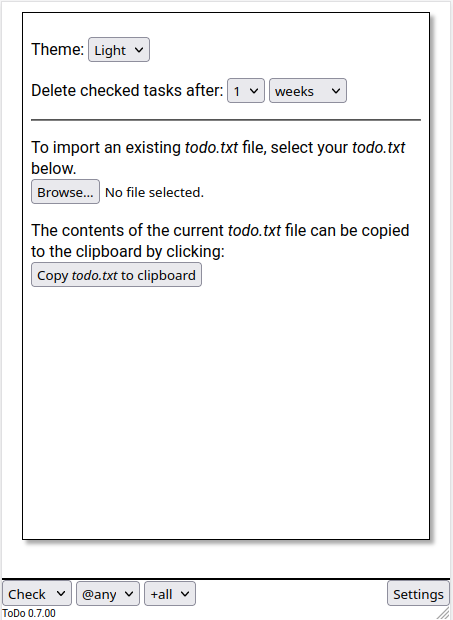 Theme: Light
Delete checked tasks after: 1 weeks
To import an existing todo.txt file, select your todo.txt
below.
Browse... No file selected.
The contents of the current todo.txt file can be copied
to the clipboard by clicking:
Copy todo.txt to clipboard
Check @any +all Settings
ToDo 0.7.00